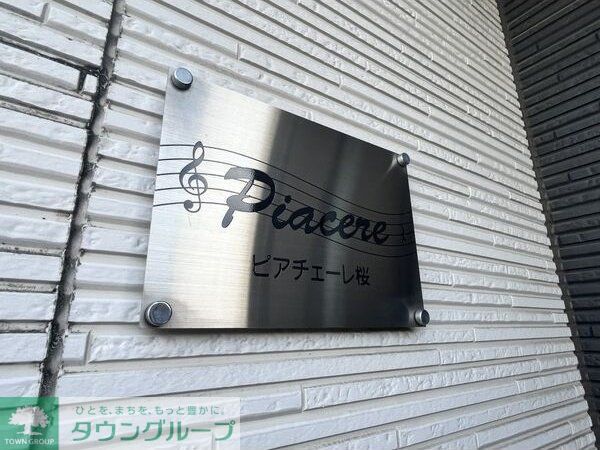 Piacere
ピアチェーレ桜
ひとを、まちを、もっと豊かに。
タウングループ
TOWN GROUP